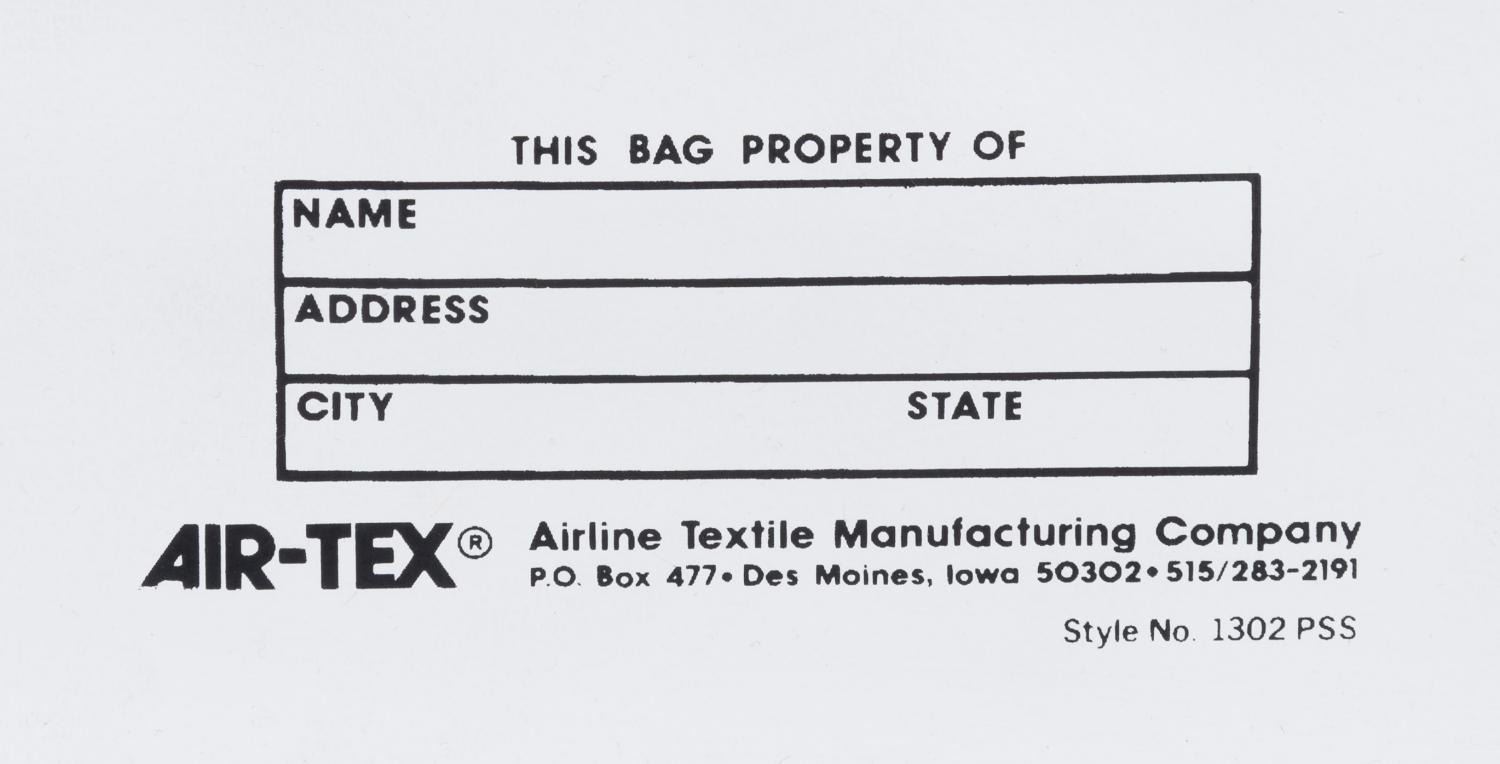 THIS BAG PROPERTY OF
NAME
ADDRESS
CITY STATE
AIR-TEX® Airline Textile Manufacturing Company
P.O. Box 477• Des Moines, Iowa 50302•515/283-2191
Style No. 1302 PSS